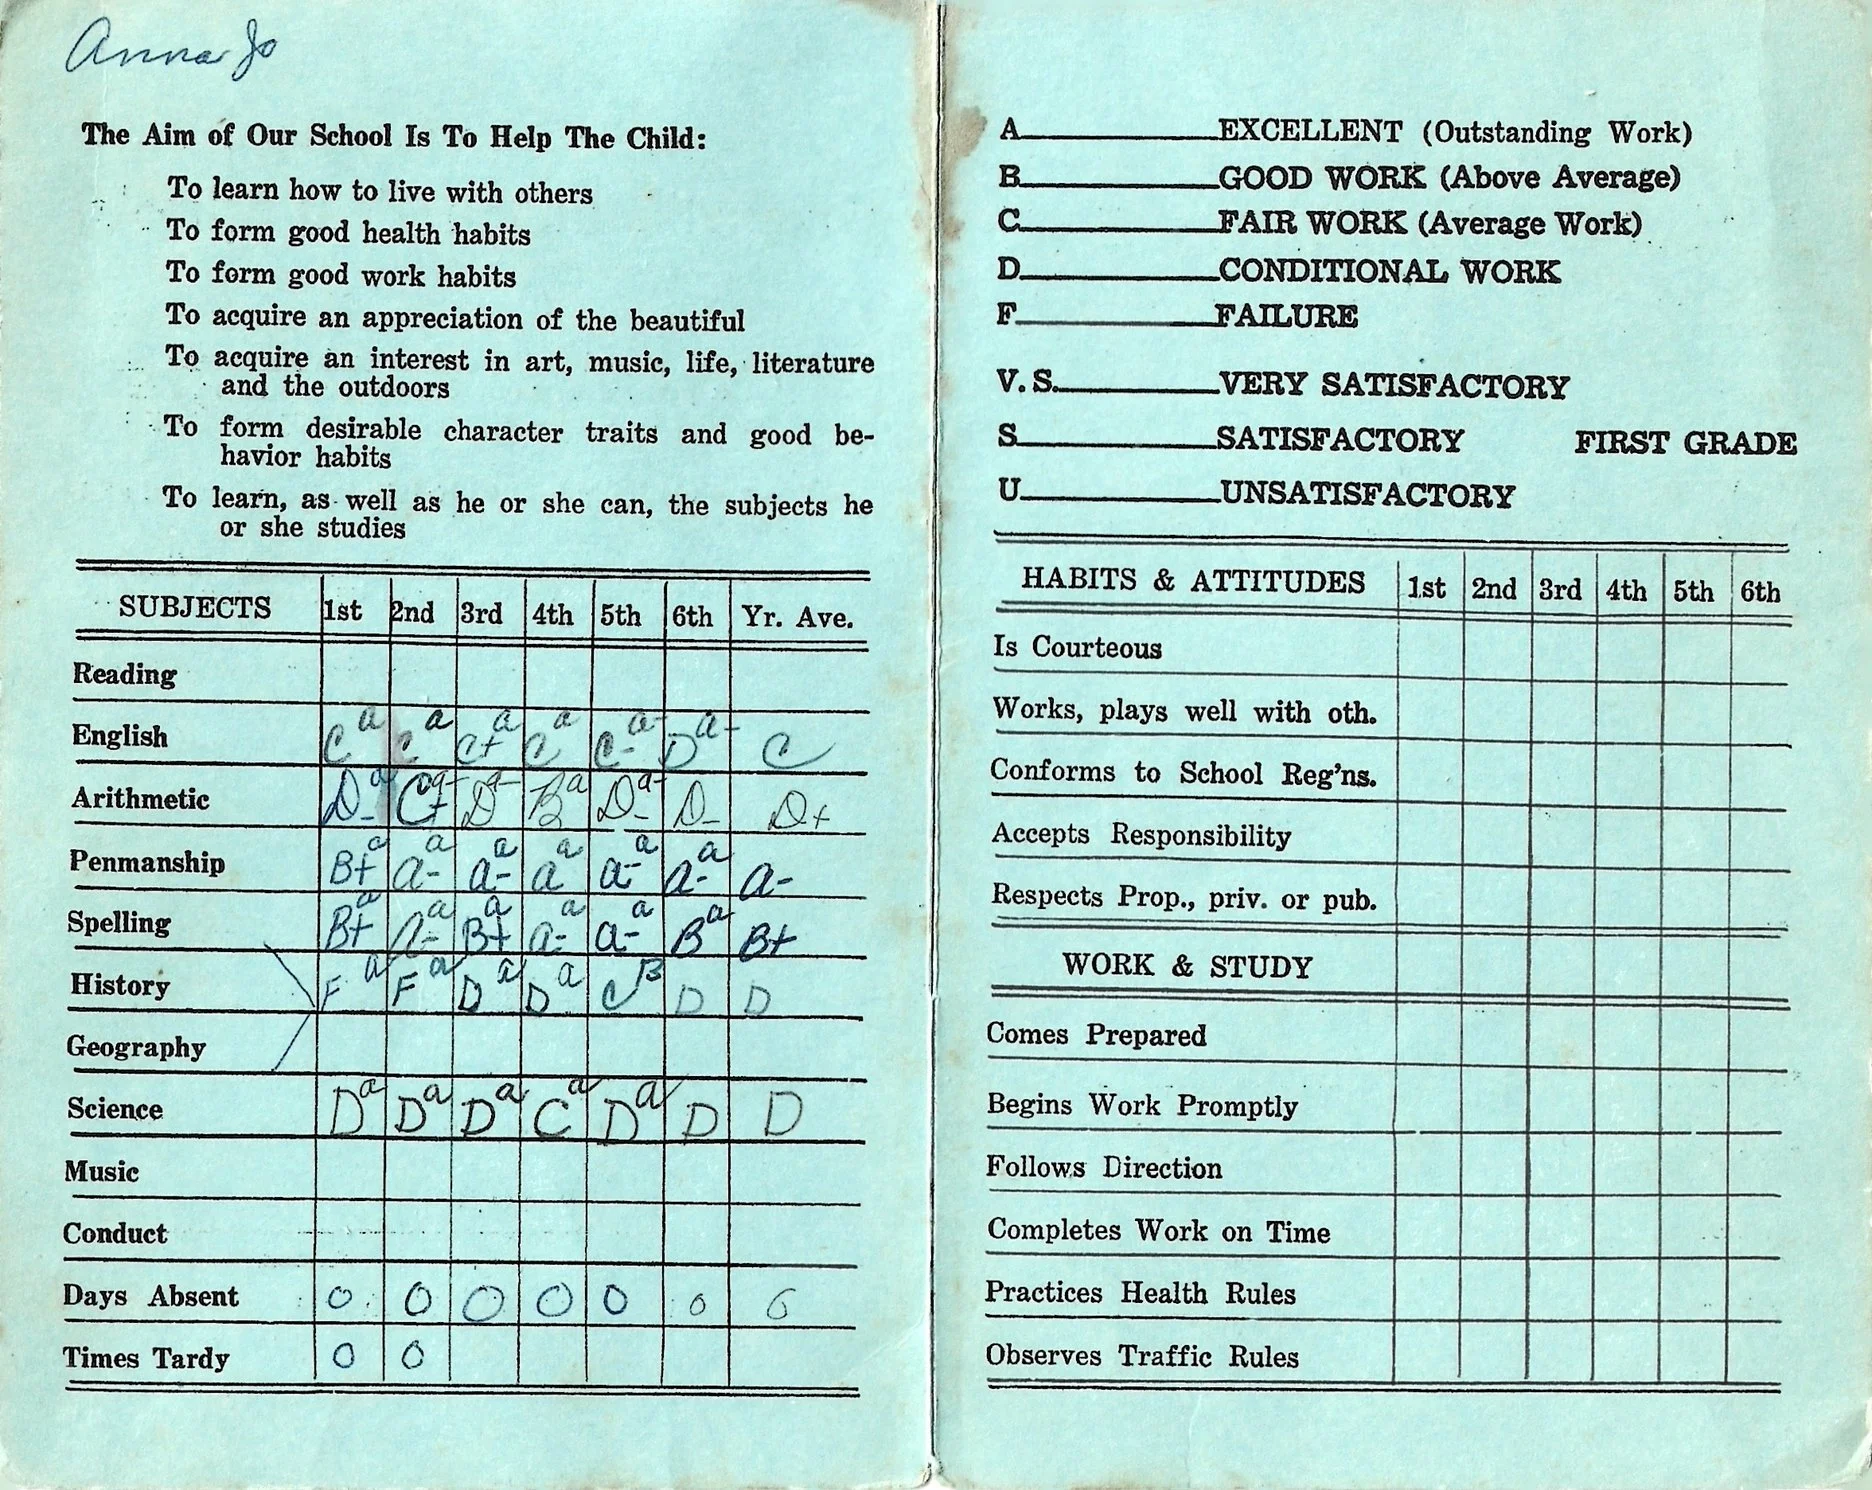 Anna Jo
The Aim of Our School Is To Help The Child:
To learn how to live with others
To form good health habits
To form good work habits
To acquire an appreciation of the beautiful
To acquire an interest in art, music, life, literature
and the outdoors
To form desirable character traits and good be-
havior habits
To learn, as well as he or she can, the subjects he
or she studies
SUBJECTS 1st 2nd 3rd 4th 5th 6th Yr. Ave.
Reading
English C a C a C+ a C a C- a- D a- C
Arithmetic D- a C+ a- D a- B a D- a- D- D+
Penmanship B+ a A- a A- a A a A- a A- a A-
Spelling B+ a A- a B+ a A- a A- a B a B+
History F a F a D a D a C B D D
Geography
Science D a D a D a C a D a D D
Music
Conduct
Days Absent 0 0 0 0 0 0
Times Tardy 0 0
A EXCELLENT (Outstanding Work)
B GOOD WORK (Above Average)
C FAIR WORK (Average Work)
D CONDITIONAL WORK
F FAILURE
V. S. VERY SATISFACTORY
S SATISFACTORY FIRST GRADE
U UNSATISFACTORY
HABITS & ATTITUDES 1st 2nd 3rd 4th 5th 6th
Is Courteous
Works, plays well with oth.
Conforms to School Reg'ns.
Accepts Responsibility
Respects Prop., priv. or pub.
WORK & STUDY
Comes Prepared
Begins Work Promptly
Follows Direction
Completes Work on Time
Practices Health Rules
Observes Traffic Rules